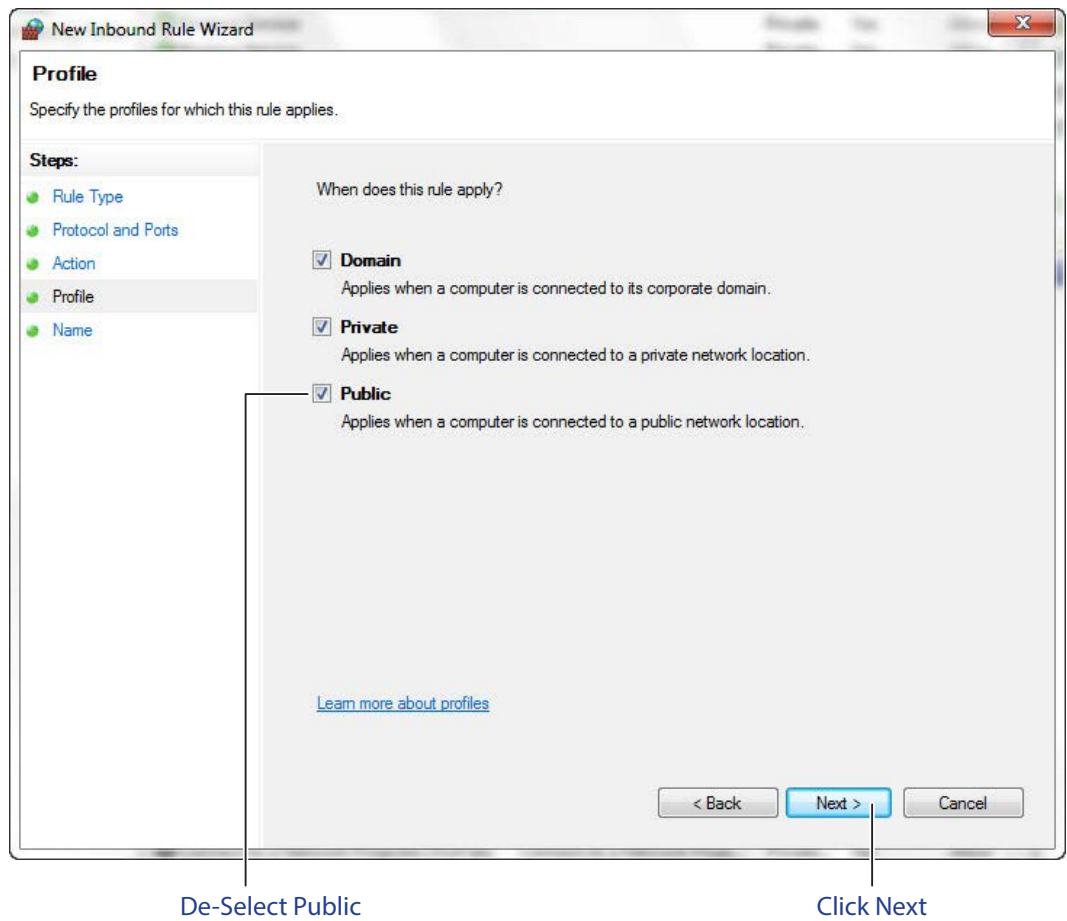 New Inbound Rule Wizard
Profile
Specify the profiles for which this rule applies.
Steps:
Rule Type
Protocol and Ports
Action
Profile
Name
When does this rule apply?
Domain
Applies when a computer is connected to its corporate domain.
Private
Applies when a computer is connected to a private network location.
Public
Applies when a computer is connected to a public network location.
Learn more about profiles
< Back
Next >
Cancel
De-Select Public
Click Next